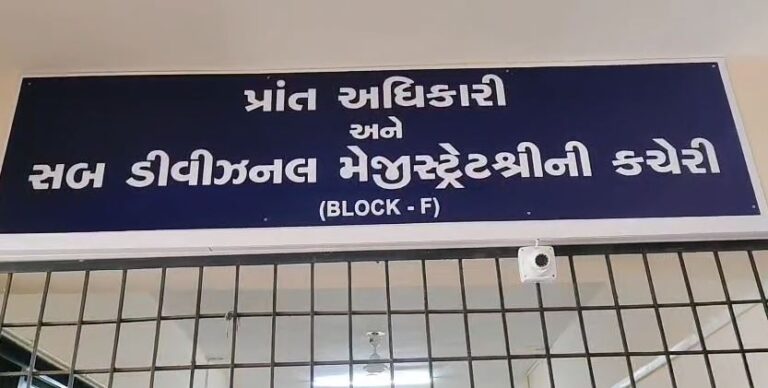 પ્રાંત અધિકારી
અને
સબ ડીવીઝનલ મેજીસ્ટ્રેટશ્રીની કચેરી
(BLOCK - F)